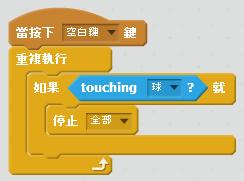 當按下 空白鍵 鍵
重複執行
如果 touching 球 ? 就
停止 全部